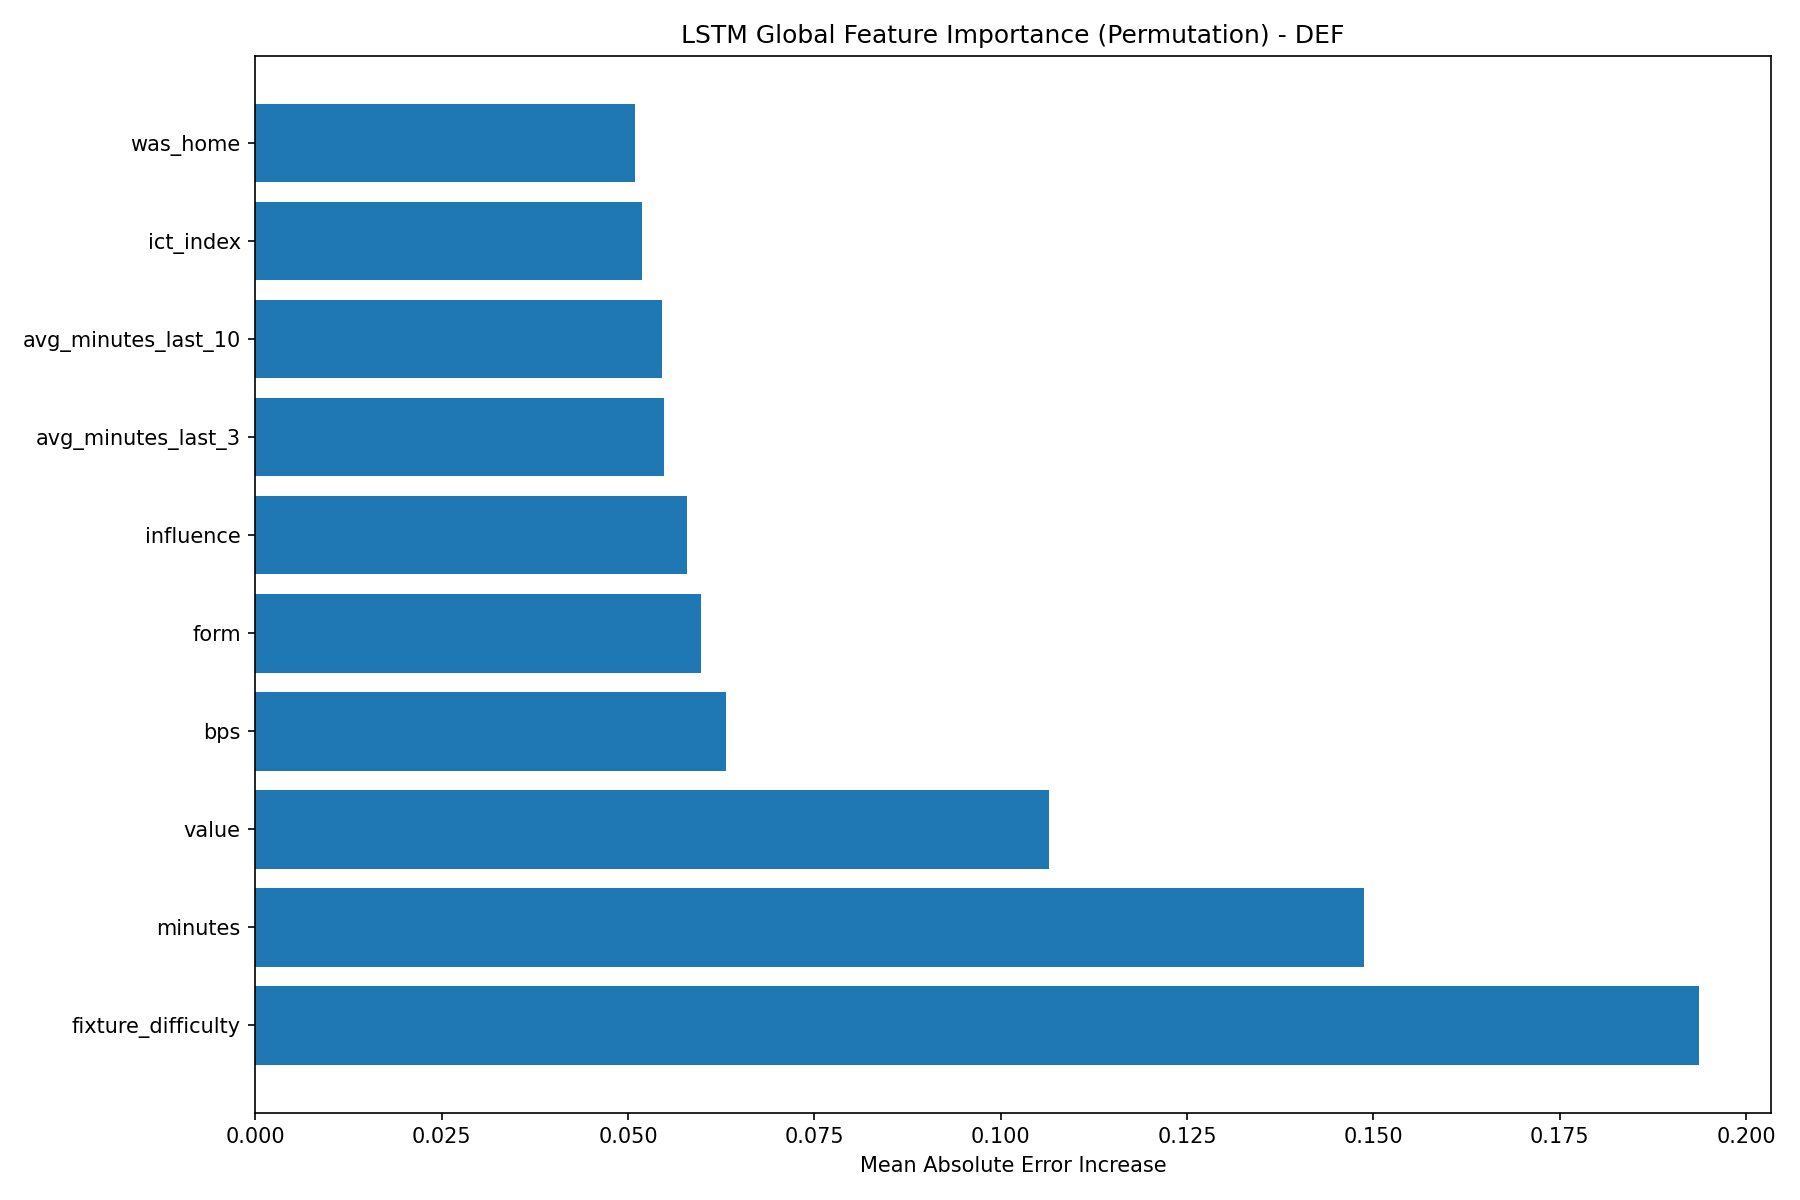 LSTM Global Feature Importance (Permutation) - DEF
was_home
ict_index
avg_minutes_last_10
avg_minutes_last_3
influence
form
bps
value
minutes
fixture_difficulty
0.000 0.025 0.050 0.075 0.100 0.125 0.150 0.175 0.200
Mean Absolute Error Increase